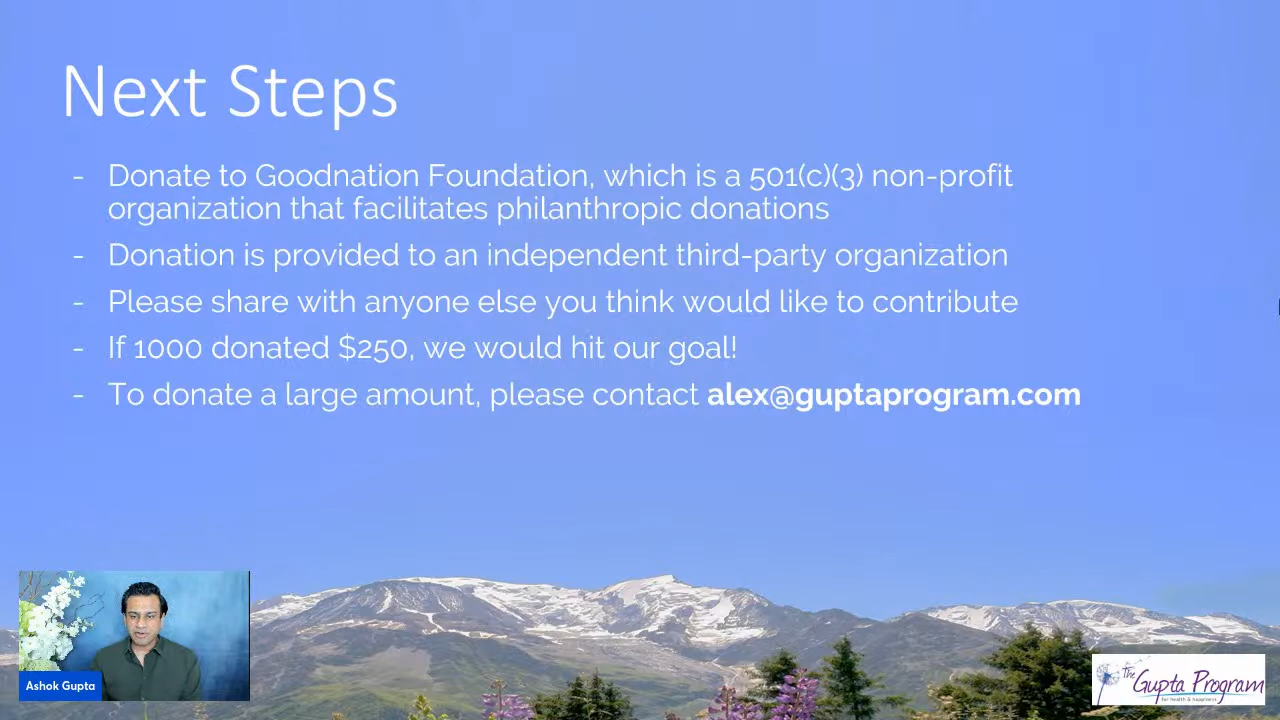 Next Steps
- Donate to Goodnation Foundation, which is a 501(c)(3) non-profit
organization that facilitates philanthropic donations
- Donation is provided to an independent third-party organization
- Please share with anyone else you think would like to contribute
- If 1000 donated $250, we would hit our goal!
- To donate a large amount, please contact alex@guptaprogram.com
Ashok Gupta
The Gupta Program
for health & happiness